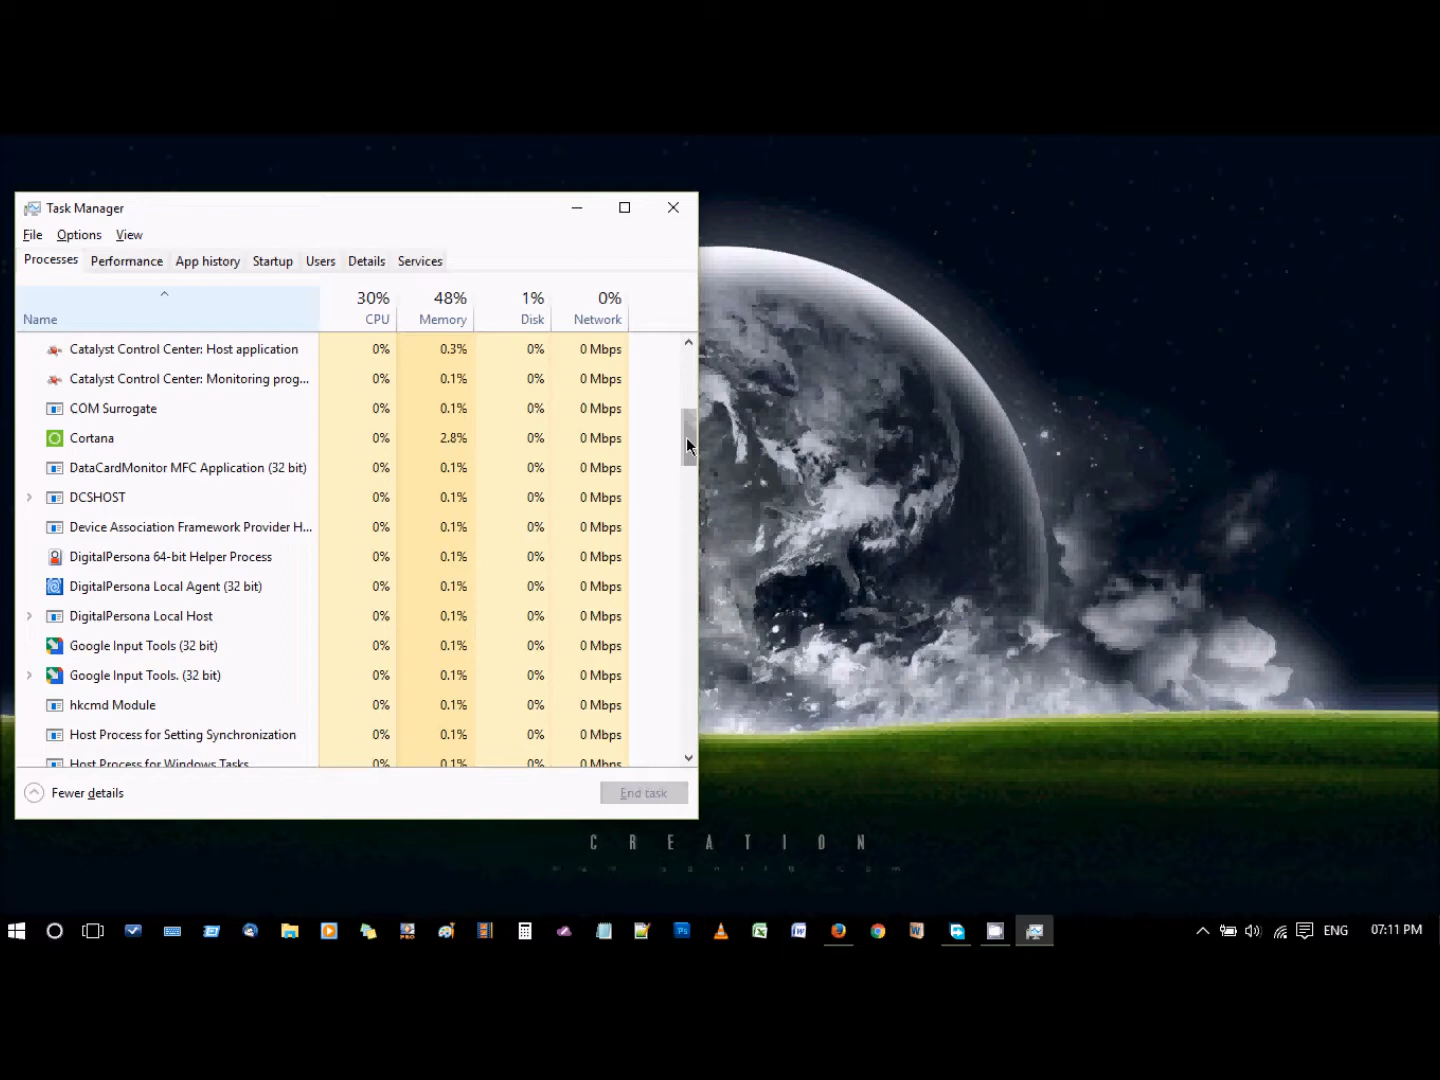 Task Manager
File Options View
Processes Performance App history Startup Users Details Services
30% 48% 1% 0%
Name CPU Memory Disk Network
Catalyst Control Center: Host application 0% 0.3% 0% 0 Mbps
Catalyst Control Center: Monitoring prog... 0% 0.1% 0% 0 Mbps
COM Surrogate 0% 0.1% 0% 0 Mbps
Cortana 0% 2.8% 0% 0 Mbps
DataCardMonitor MFC Application (32 bit) 0% 0.1% 0% 0 Mbps
DCSHOST 0% 0.1% 0% 0 Mbps
Device Association Framework Provider H... 0% 0.1% 0% 0 Mbps
DigitalPersona 64-bit Helper Process 0% 0.1% 0% 0 Mbps
DigitalPersona Local Agent (32 bit) 0% 0.1% 0% 0 Mbps
DigitalPersona Local Host 0% 0.1% 0% 0 Mbps
Google Input Tools (32 bit) 0% 0.1% 0% 0 Mbps
Google Input Tools. (32 bit) 0% 0.1% 0% 0 Mbps
hkcmd Module 0% 0.1% 0% 0 Mbps
Host Process for Setting Synchronization 0% 0.1% 0% 0 Mbps
Host Process for Windows Tasks 0% 0.1% 0% 0 Mbps
Fewer details End task
CREATION
ENG 07:11 PM